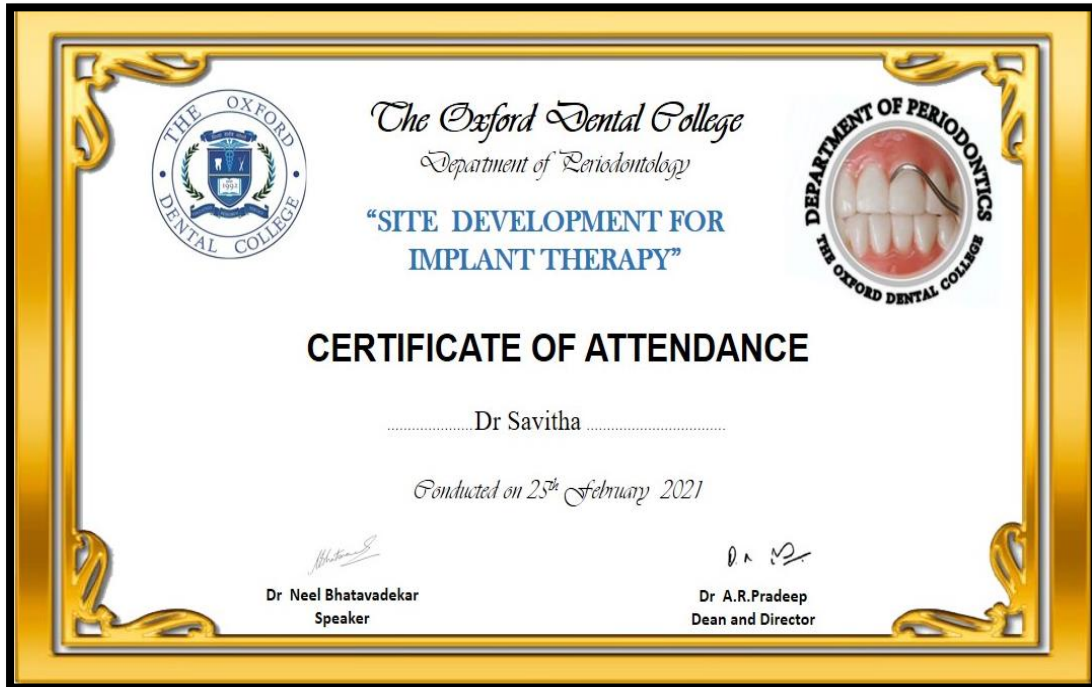 THE OXFORD DENTAL COLLEGE
1992
The Oxford Dental College
Department of Periodontology
“SITE DEVELOPMENT FOR
IMPLANT THERAPY”
DEPARTMENT OF PERIODONTICS
THE OXFORD DENTAL COLLEGE
CERTIFICATE OF ATTENDANCE
.....................Dr Savitha ...................................
Conducted on 25th February 2021
Dr Neel Bhatavadekar
Speaker
Dr A.R.Pradeep
Dean and Director